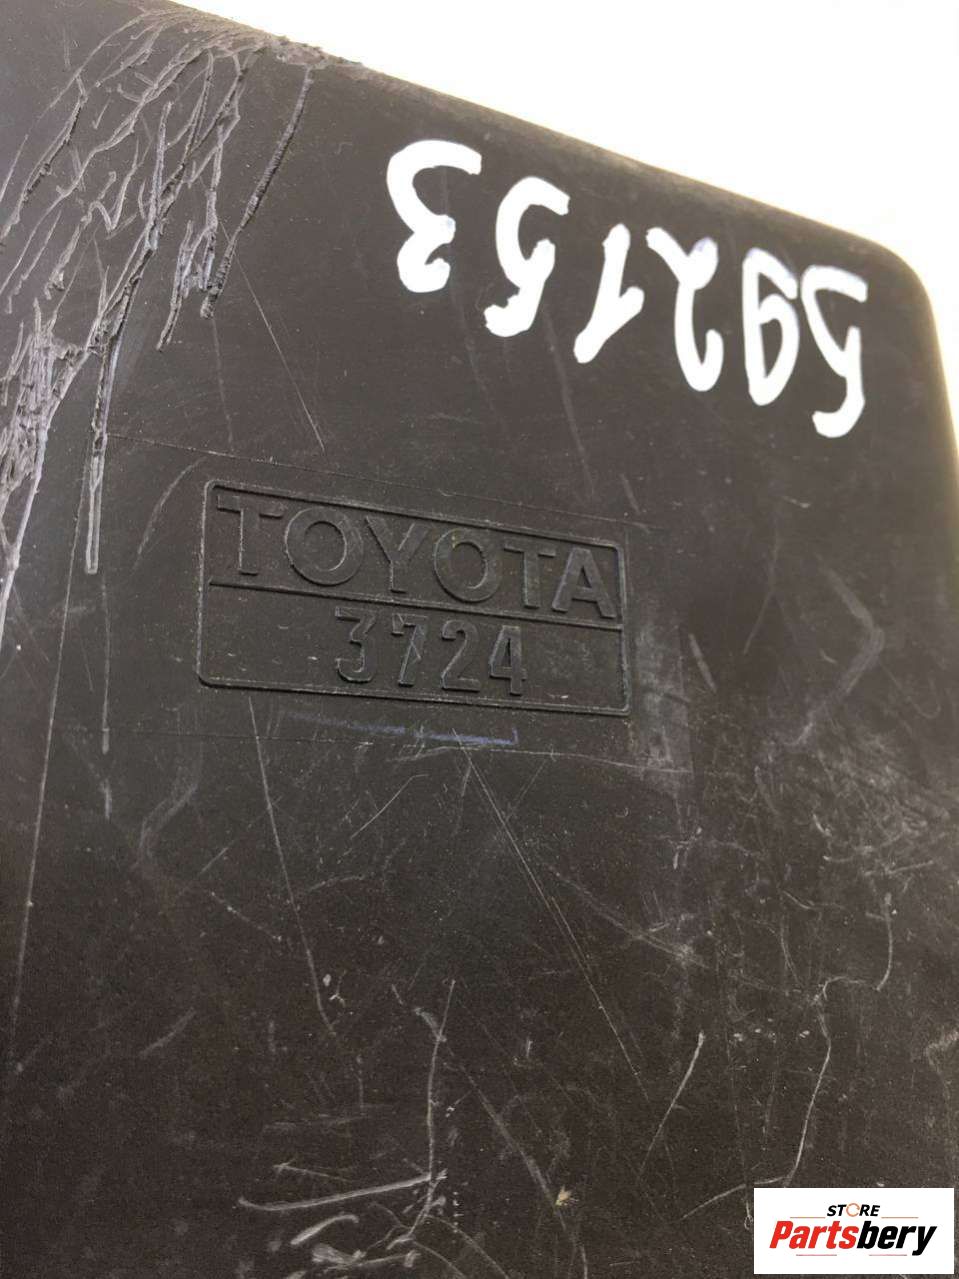 592153
TOYOTA
3724
STORE
Partsbery